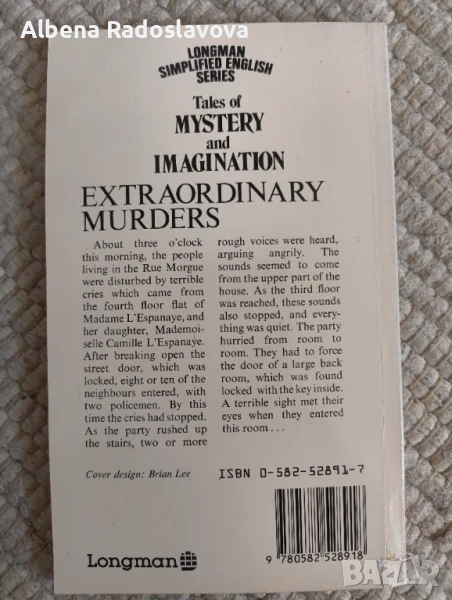 Albena Radoslavova
LONGMAN
SIMPLIFIED ENGLISH
SERIES
Tales of
MYSTERY
and
IMAGINATION
EXTRAORDINARY
MURDERS
About three o'clock
this morning, the people
living in the Rue Morgue
were disturbed by terrible
cries which came from
the fourth floor flat of
Madame L'Espanaye, and
her daughter, Mademoi-
selle Camille L'Espanaye.
After breaking open the
street door, which was
locked, eight or ten of the
neighbours entered, with
two policemen. By this
time the cries had stopped.
As the party rushed up
the stairs, two or more
rough voices were heard,
arguing angrily. The
sounds seemed to come
from the upper part of the
house. As the third floor
was reached, these sounds
also stopped, and every-
thing was quiet. The party
hurried from room to
room. They had to force
the door of a large back
room, which was found
locked with the key inside.
A terrible sight met their
eyes when they entered
this room . . .
Cover design: Brian Lee
ISBN 0-582-52891-7
Longman
9 780582 528918
BAZAR
bg